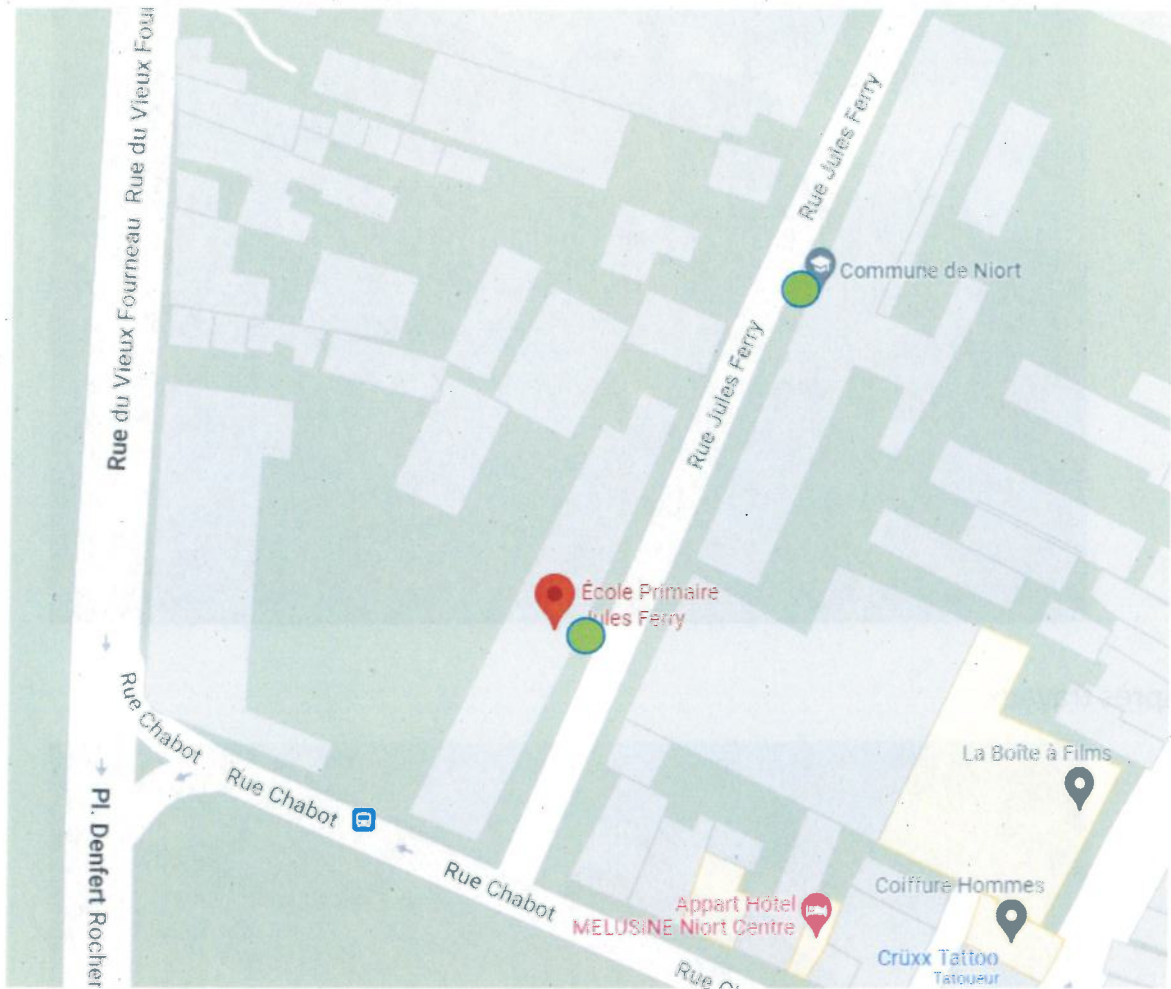 Rue du Vieux Four
Rue du Vieux Fourneau
Rue Jules Ferry
Commune de Niort
Rue Jules Ferry
École Primaire
Jules Ferry
Rue Chabot
Rue Chabot
Rue Chabot
Pl. Denfert Rocher
La Boîte à Films
Coiffure Hommes
Appart Hôtel
MELUSINE Niort Centre
Crüxx Tattoo
Tatoueur
Rue C